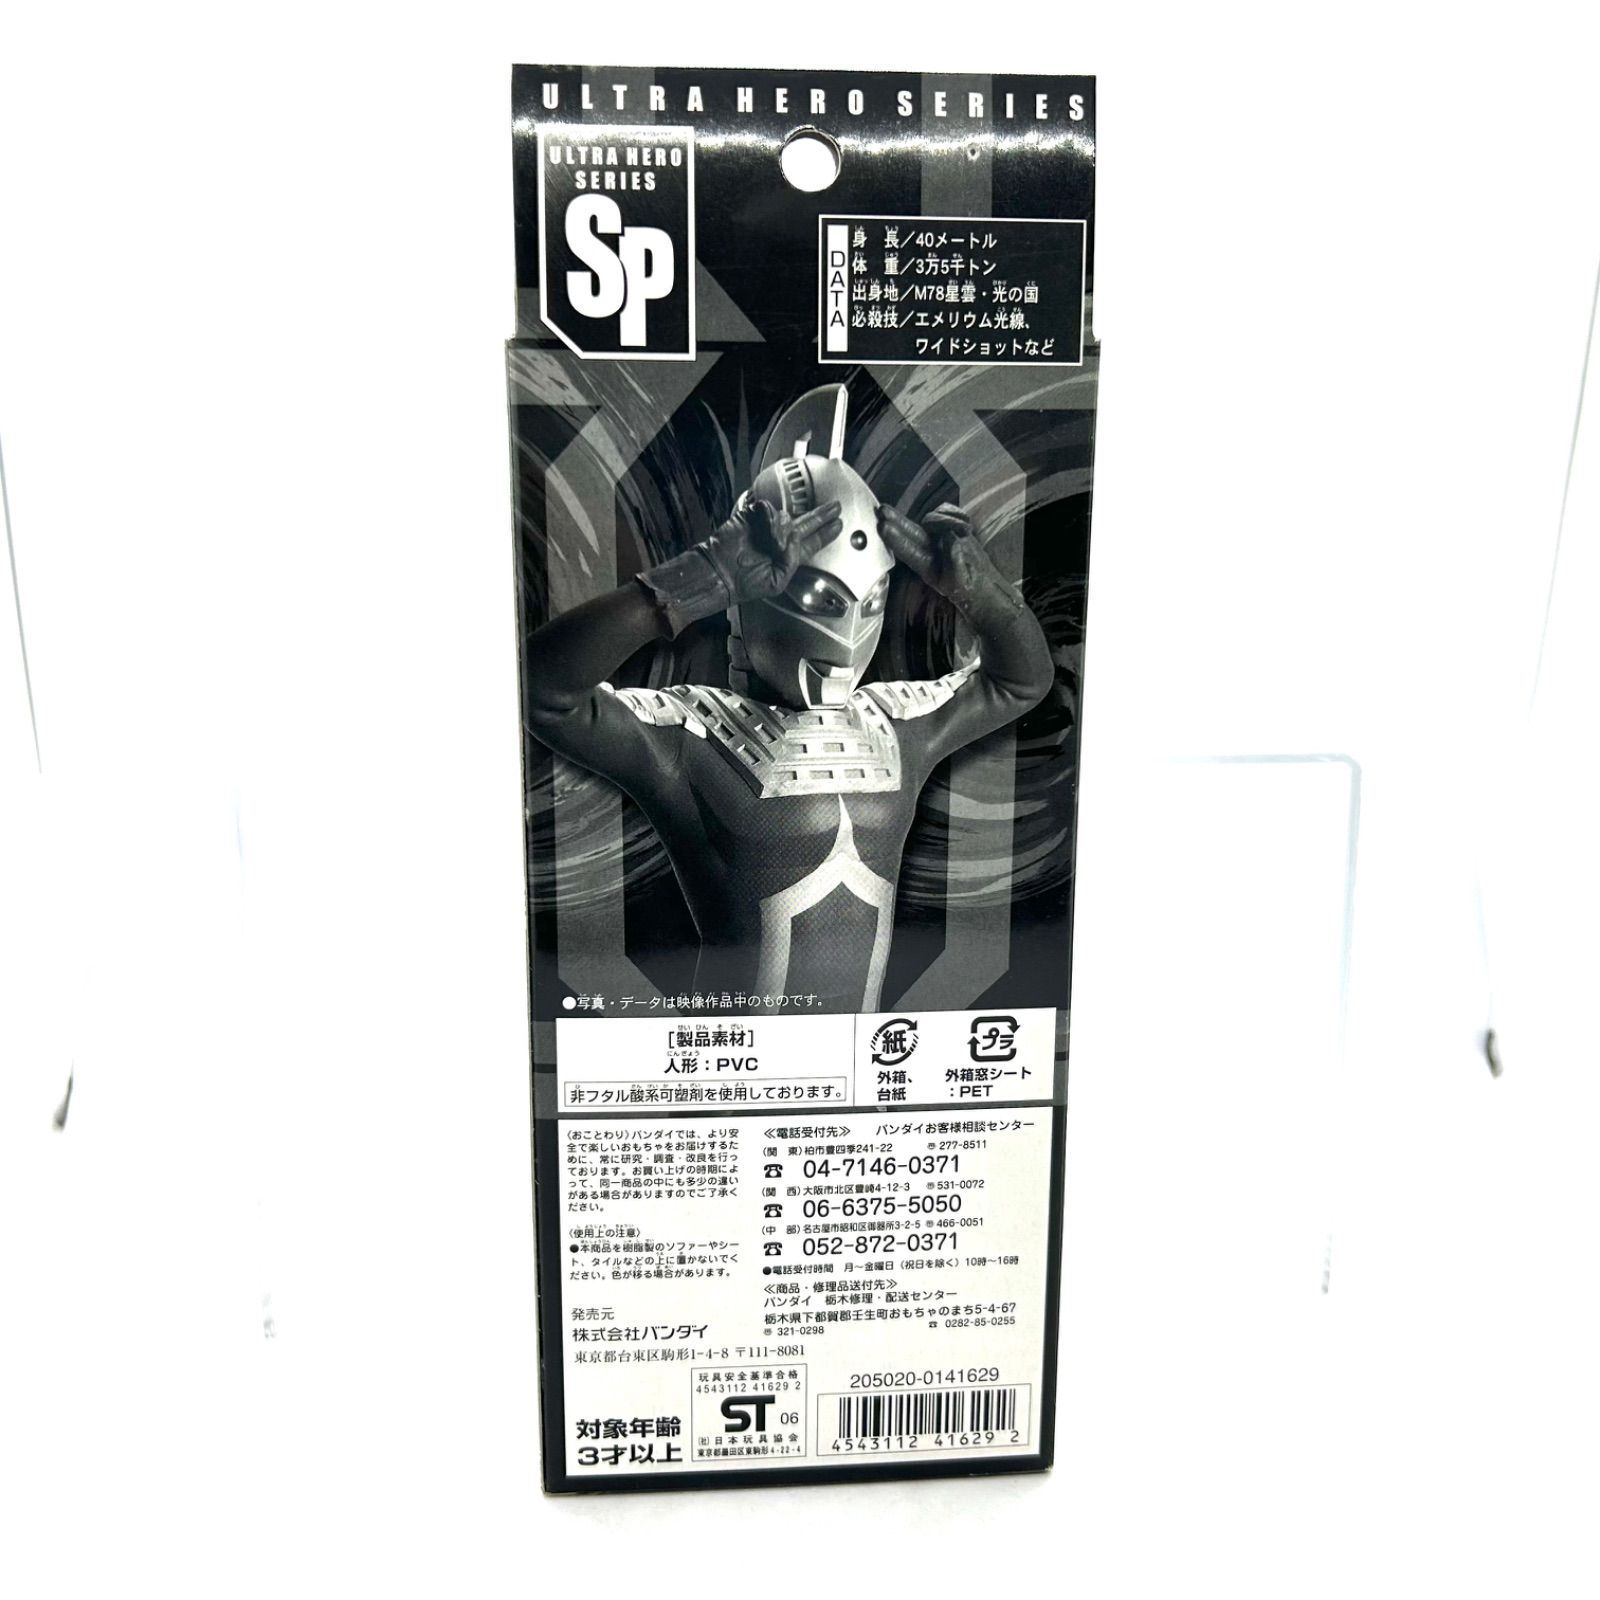 ULTRA HERO SERIES
ULTRA HERO
SERIES
SP
DATA
身長／40メートル
体重／3万5千トン
出身地／M78星雲・光の国
必殺技／エメリウム光線、
ワイドショットなど
●写真・データは映像作品中のものです。
[製品素材]
人形：PVC
非フタル酸系可塑剤を使用しております。
紙
外箱、
台紙
プラ
外箱窓シート
：PET
〈おことわり〉バンダイでは、より安
全で楽しいおもちゃをお届けするた
めに、常に研究・調査・改良を行っ
ております。お買い上げの時期によ
って、同一商品の中にも多少の違い
がある場合がありますのでご了承く
ださい。
〈使用上の注意〉
●本商品を樹脂製のソファーやシー
ト、タイルなどの上に置かないでく
ださい。色が移る場合があります。
発売元
株式会社バンダイ
東京都台東区駒形1-4-8 〒111-8081
≪電話受付先≫ バンダイお客様相談センター
(関 東)柏市豊四季241-22 〒277-8511
☎ 04-7146-0371
(関 西)大阪市北区豊崎4-12-3 〒531-0072
☎ 06-6375-5050
(中 部)名古屋市昭和区御器所3-2-5 〒466-0051
☎ 052-872-0371
●電話受付時間 月～金曜日（祝日を除く）10時～16時
≪商品・修理品送付先≫
バンダイ 栃木修理・配送センター
栃木県下都賀郡壬生町おもちゃのまち5-4-67
〒321-0298 ☎ 0282-85-0255
対象年齢
3才以上
玩具安全基準合格
4543112 41629 2
ST 06
(社)日本玩具協会
東京都墨田区東駒形4-22-4
205020-0141629
4543112 41629 2